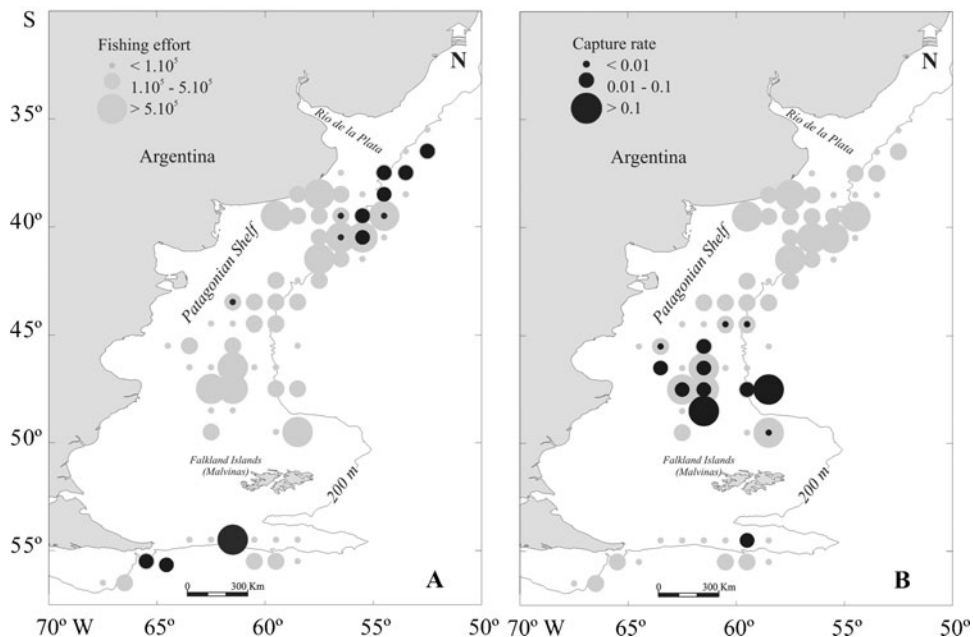 S
Fishing effort
< 1.10⁵
1.10⁵ - 5.10⁵
> 5.10⁵
N
Rio de la Plata
Argentina
Patagonian Shelf
Falkland Islands
(Malvinas)
200 m
0 300 Km
A
35º
40º
45º
50º
55º
70º W 65º 60º 55º 50º
Capture rate
< 0.01
0.01 - 0.1
> 0.1
N
Rio de la Plata
Argentina
Patagonian Shelf
Falkland Islands
(Malvinas)
200 m
0 300 Km
B
70º W 65º 60º 55º 50º